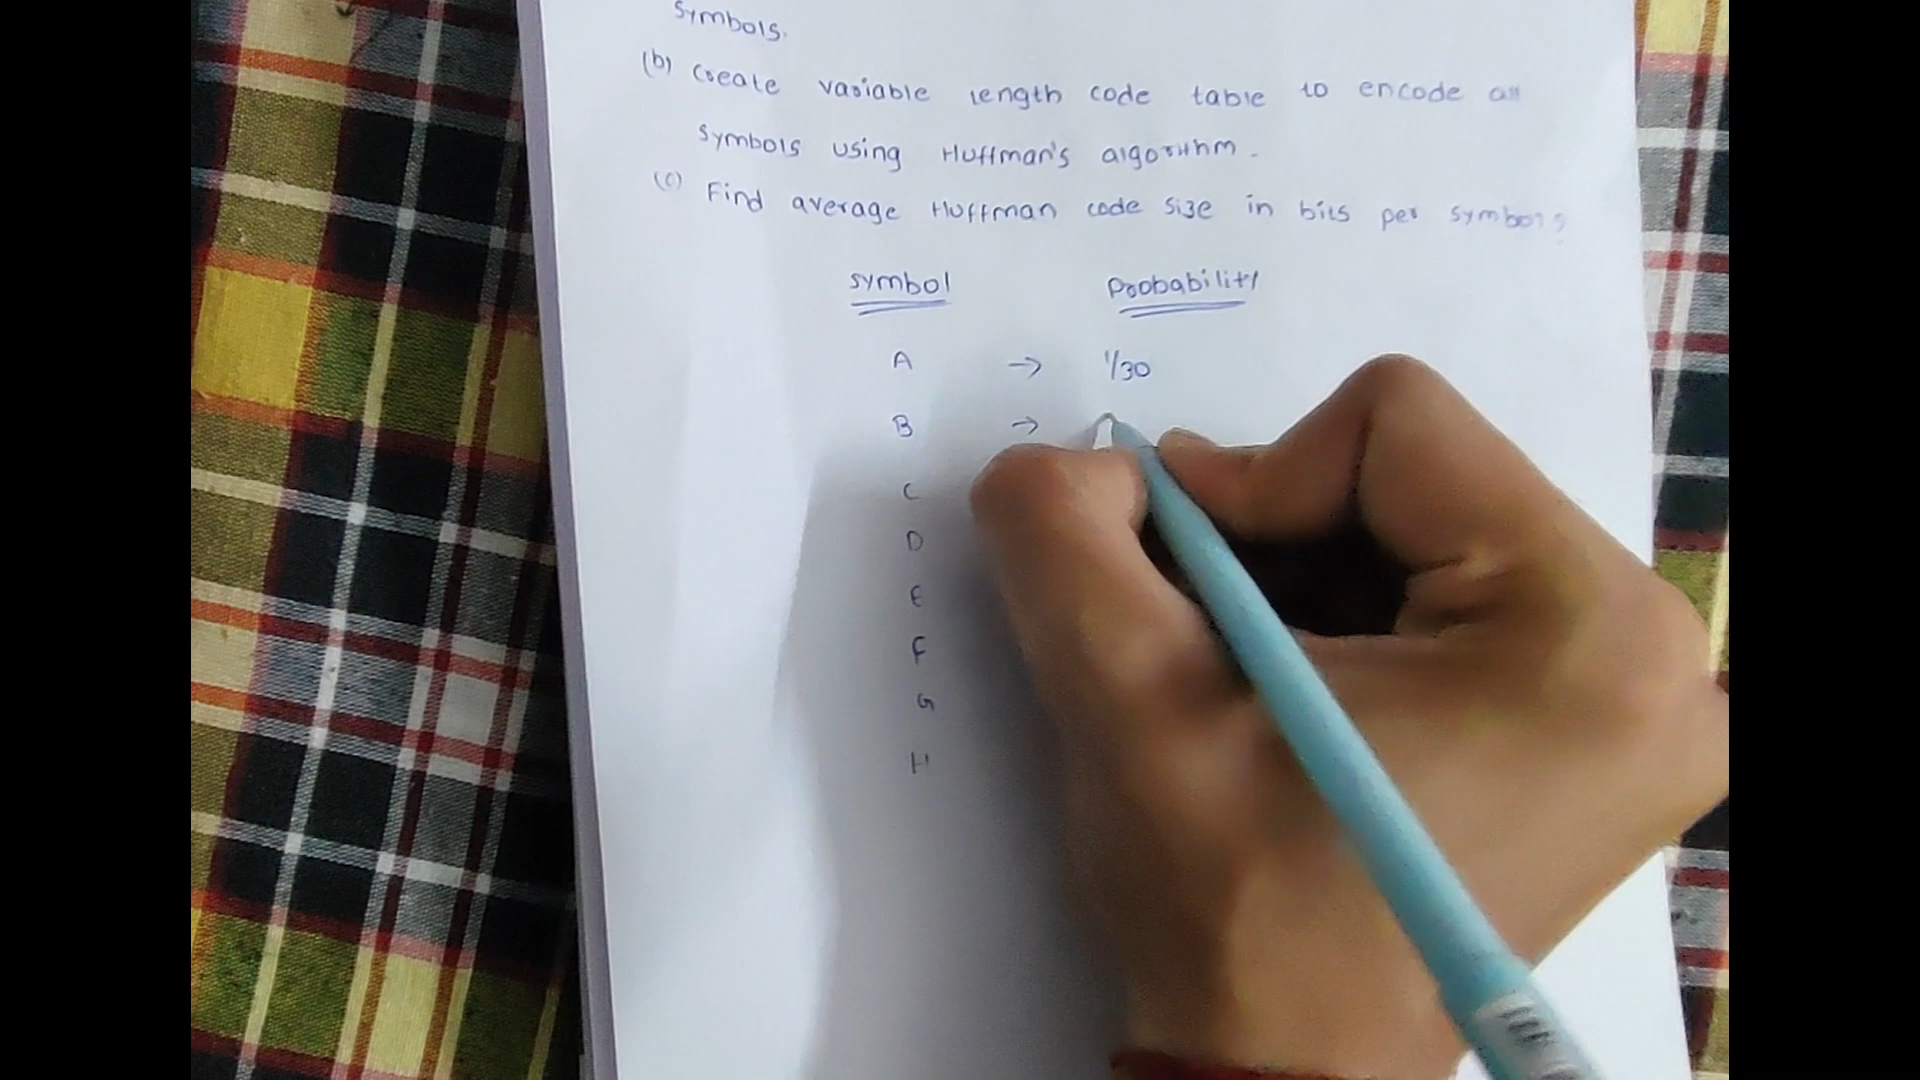 Symbols.
(b) Create variable length code table to encode all
Symbols using Huffman's algorithm.
(c) Find average Huffman code size in bits per symbol?
Symbol Probability
A → 1/30
B →
C
D
E
F
G
H